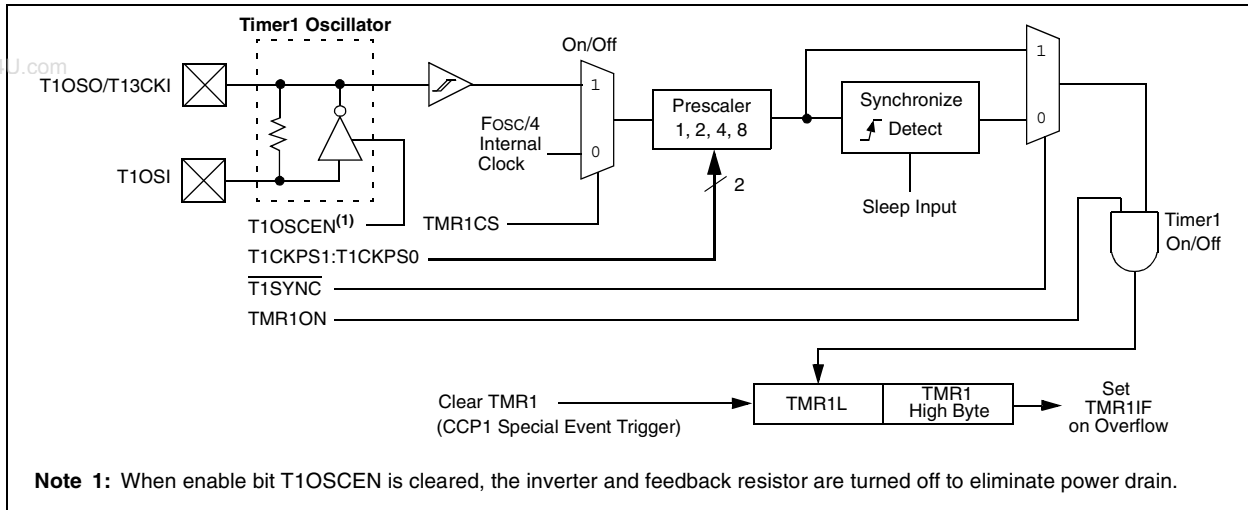 Timer1 Oscillator
4U.com
T1OSO/T13CKI
T1OSI
On/Off
1
0
FOSC/4
Internal
Clock
Prescaler
1, 2, 4, 8
2
Synchronize
Detect
Sleep Input
1
0
T1OSCEN(1)
TMR1CS
T1CKPS1:T1CKPS0
T1SYNC
TMR1ON
Timer1
On/Off
Clear TMR1
(CCP1 Special Event Trigger)
TMR1L
TMR1
High Byte
Set
TMR1IF
on Overflow
Note 1: When enable bit T1OSCEN is cleared, the inverter and feedback resistor are turned off to eliminate power drain.